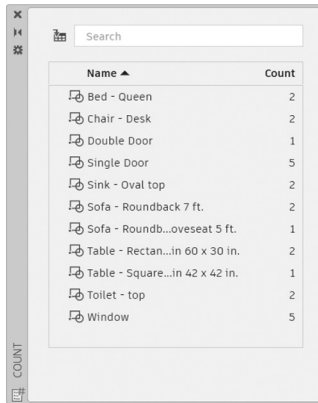 Search
Name Count
Bed - Queen 2
Chair - Desk 2
Double Door 1
Single Door 5
Sink - Oval top 2
Sofa - Roundback 7 ft. 2
Sofa - Roundb...oveseat 5 ft. 1
Table - Rectan...in 60 x 30 in. 2
Table - Square...in 42 x 42 in. 1
Toilet - top 2
Window 5
COUNT